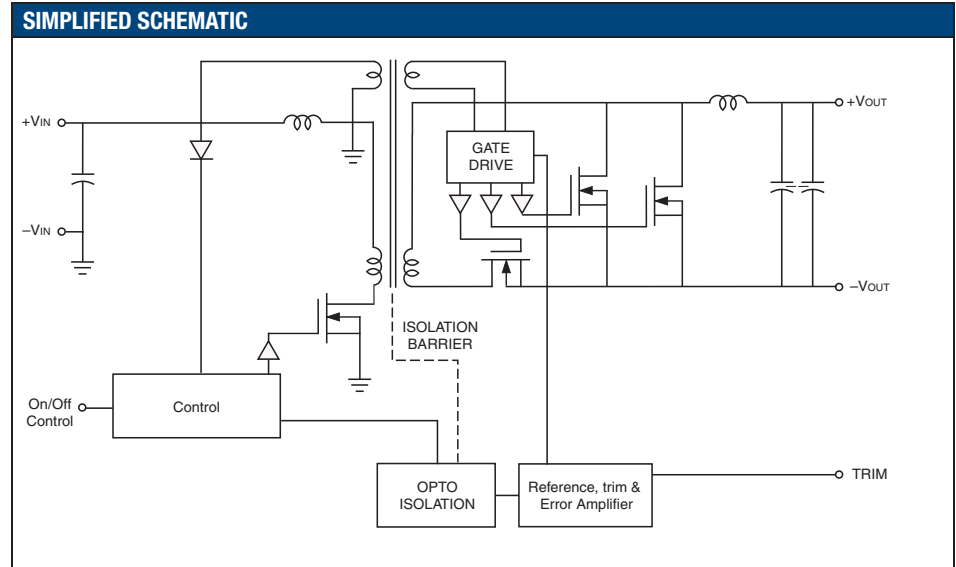 SIMPLIFIED SCHEMATIC
+VIN
+VOUT
GATE
DRIVE
–VIN
–VOUT
ISOLATION
BARRIER
On/Off
Control
Control
TRIM
OPTO
ISOLATION
Reference, trim &
Error Amplifier